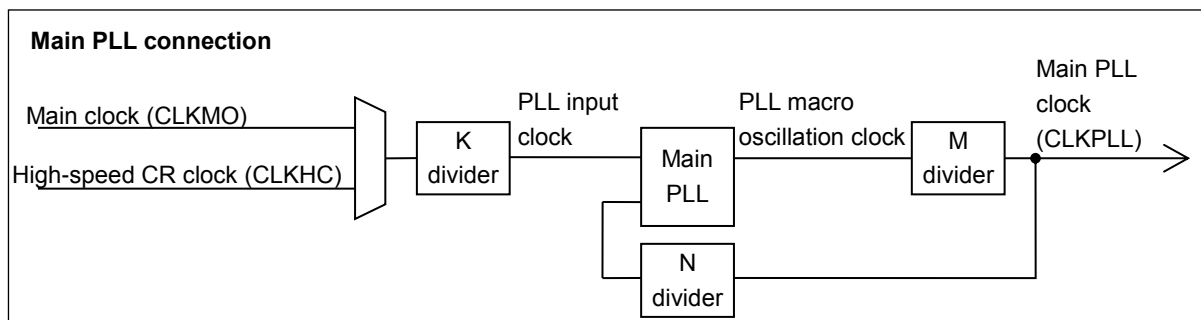 Main PLL connection
Main clock (CLKMO)
High-speed CR clock (CLKHC)
K
divider
PLL input
clock
Main
PLL
PLL macro
oscillation clock
M
divider
Main PLL
clock
(CLKPLL)
N
divider